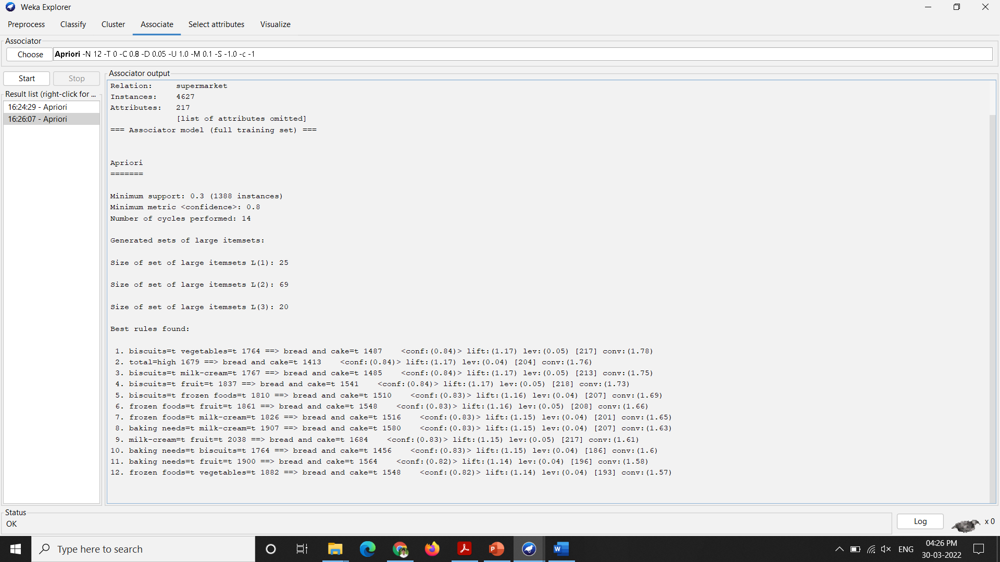 Weka Explorer
Preprocess Classify Cluster Associate Select attributes Visualize
Associator
Choose Apriori -N 12 -T 0 -C 0.8 -D 0.05 -U 1.0 -M 0.1 -S -1.0 -c -1
Start Stop
Result list (right-click for ...
16:24:29 - Apriori
16:26:07 - Apriori
Associator output
Relation: supermarket
Instances: 4627
Attributes: 217
[list of attributes omitted]
=== Associator model (full training set) ===
Apriori
=======
Minimum support: 0.3 (1388 instances)
Minimum metric <confidence>: 0.8
Number of cycles performed: 14
Generated sets of large itemsets:
Size of set of large itemsets L(1): 25
Size of set of large itemsets L(2): 69
Size of set of large itemsets L(3): 20
Best rules found:
1. biscuits=t vegetables=t 1764 ==> bread and cake=t 1487 <conf:(0.84)> lift:(1.17) lev:(0.05) [217] conv:(1.78)
2. total=high 1679 ==> bread and cake=t 1413 <conf:(0.84)> lift:(1.17) lev:(0.04) [204] conv:(1.76)
3. biscuits=t milk-cream=t 1767 ==> bread and cake=t 1485 <conf:(0.84)> lift:(1.17) lev:(0.05) [213] conv:(1.75)
4. biscuits=t fruit=t 1837 ==> bread and cake=t 1541 <conf:(0.84)> lift:(1.17) lev:(0.05) [218] conv:(1.73)
5. biscuits=t frozen foods=t 1810 ==> bread and cake=t 1510 <conf:(0.83)> lift:(1.16) lev:(0.04) [207] conv:(1.69)
6. frozen foods=t fruit=t 1861 ==> bread and cake=t 1548 <conf:(0.83)> lift:(1.16) lev:(0.05) [208] conv:(1.66)
7. frozen foods=t milk-cream=t 1826 ==> bread and cake=t 1516 <conf:(0.83)> lift:(1.15) lev:(0.04) [201] conv:(1.65)
8. baking needs=t milk-cream=t 1907 ==> bread and cake=t 1580 <conf:(0.83)> lift:(1.15) lev:(0.04) [207] conv:(1.63)
9. milk-cream=t fruit=t 2038 ==> bread and cake=t 1684 <conf:(0.83)> lift:(1.15) lev:(0.05) [217] conv:(1.61)
10. baking needs=t biscuits=t 1764 ==> bread and cake=t 1456 <conf:(0.83)> lift:(1.15) lev:(0.04) [186] conv:(1.6)
11. baking needs=t fruit=t 1900 ==> bread and cake=t 1564 <conf:(0.82)> lift:(1.14) lev:(0.04) [196] conv:(1.58)
12. frozen foods=t vegetables=t 1882 ==> bread and cake=t 1548 <conf:(0.82)> lift:(1.14) lev:(0.04) [193] conv:(1.57)
Status
OK
Log x 0
Type here to search
P
W
ENG
04:26 PM
30-03-2022